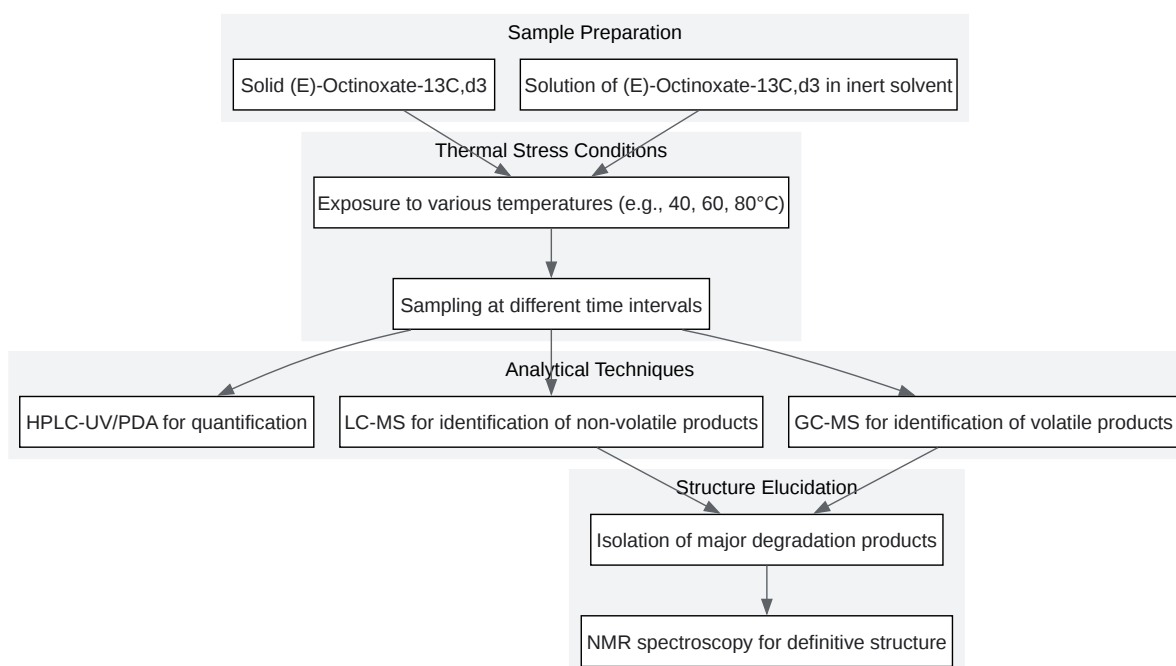 Sample Preparation
Solid (E)-Octinoxate-13C,d3
Solution of (E)-Octinoxate-13C,d3 in inert solvent
Thermal Stress Conditions
Exposure to various temperatures (e.g., 40, 60, 80°C)
Sampling at different time intervals
Analytical Techniques
HPLC-UV/PDA for quantification
LC-MS for identification of non-volatile products
GC-MS for identification of volatile products
Structure Elucidation
Isolation of major degradation products
NMR spectroscopy for definitive structure